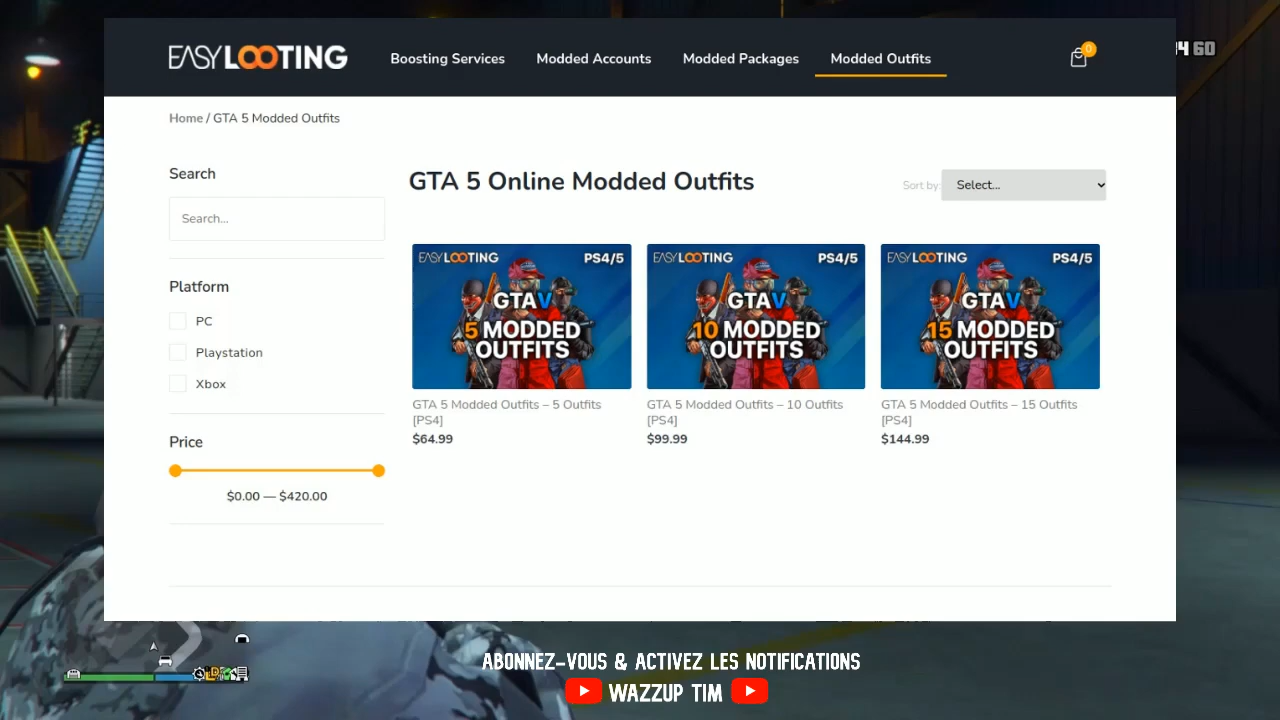 EASYLOOTING
Boosting Services
Modded Accounts
Modded Packages
Modded Outfits
0
60
Home / GTA 5 Modded Outfits
Search
Search...
Platform
PC
Playstation
Xbox
Price
$0.00 — $420.00
GTA 5 Online Modded Outfits
Sort by:
Select...
EASYLOOTING PS4/5
GTAV
5 MODDED
OUTFITS
GTA 5 Modded Outfits – 5 Outfits
[PS4]
$64.99
EASYLOOTING PS4/5
GTAV
10 MODDED
OUTFITS
GTA 5 Modded Outfits – 10 Outfits
[PS4]
$99.99
EASYLOOTING PS4/5
GTAV
15 MODDED
OUTFITS
GTA 5 Modded Outfits – 15 Outfits
[PS4]
$144.99
ABONNEZ-VOUS & ACTIVEZ LES NOTIFICATIONS
WAZZUP TIM